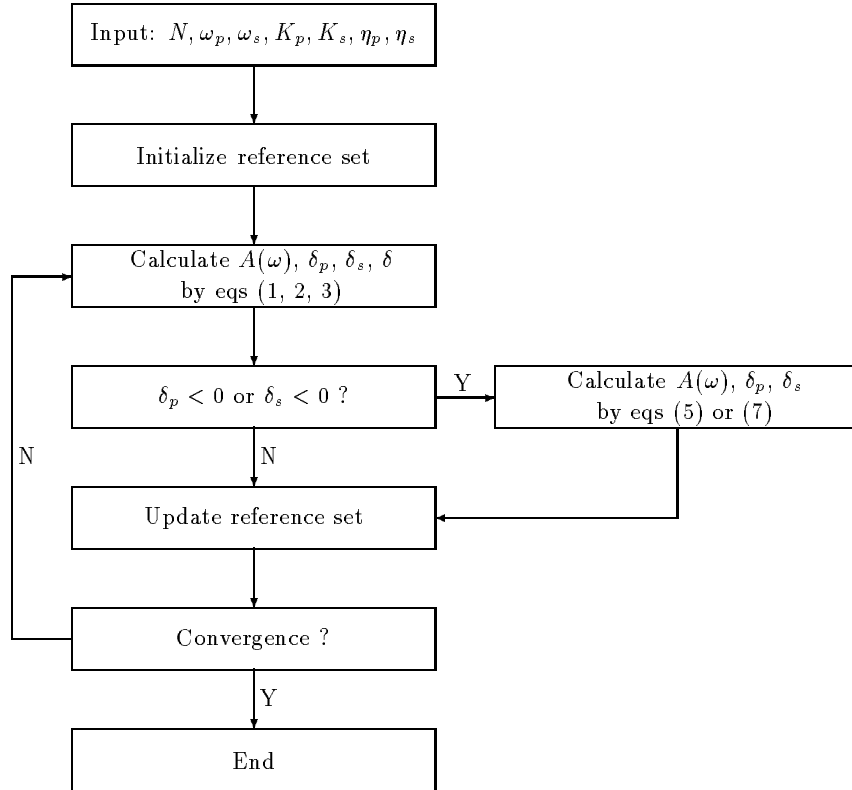 Input: N, ω_p, ω_s, K_p, K_s, η_p, η_s
Initialize reference set
Calculate A(ω), δ_p, δ_s, δ
by eqs (1, 2, 3)
δ_p < 0 or δ_s < 0 ?
Y
Calculate A(ω), δ_p, δ_s
by eqs (5) or (7)
N
N
Update reference set
Convergence ?
Y
End